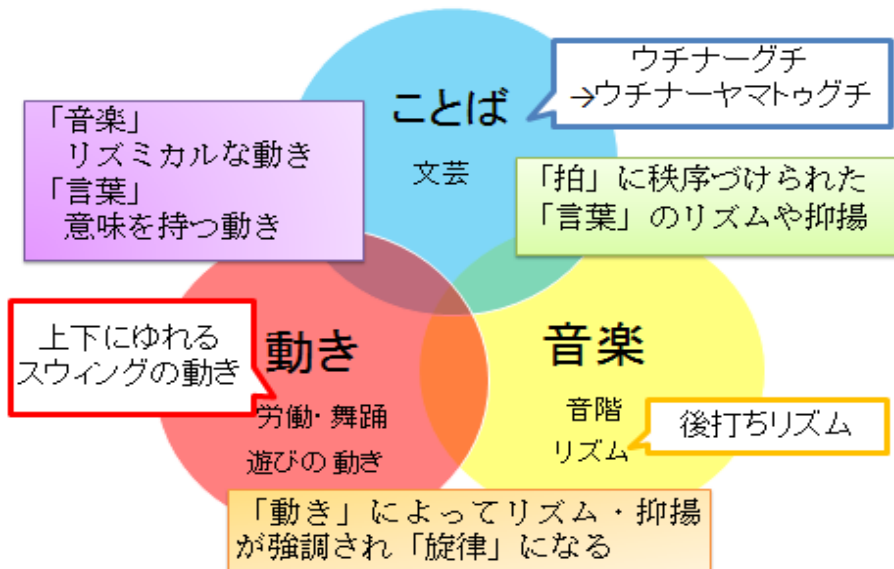 ことば
文芸
ウチナーグチ
→ウチナーヤマトゥグチ
「音楽」
リズミカルな動き
「言葉」
意味を持つ動き
「拍」に秩序づけられた
「言葉」のリズムや抑揚
上下にゆれる
スウィングの動き
動き
労働・舞踊
遊びの動き
音楽
音階
リズム
後打ちリズム
「動き」によってリズム・抑揚
が強調され「旋律」になる